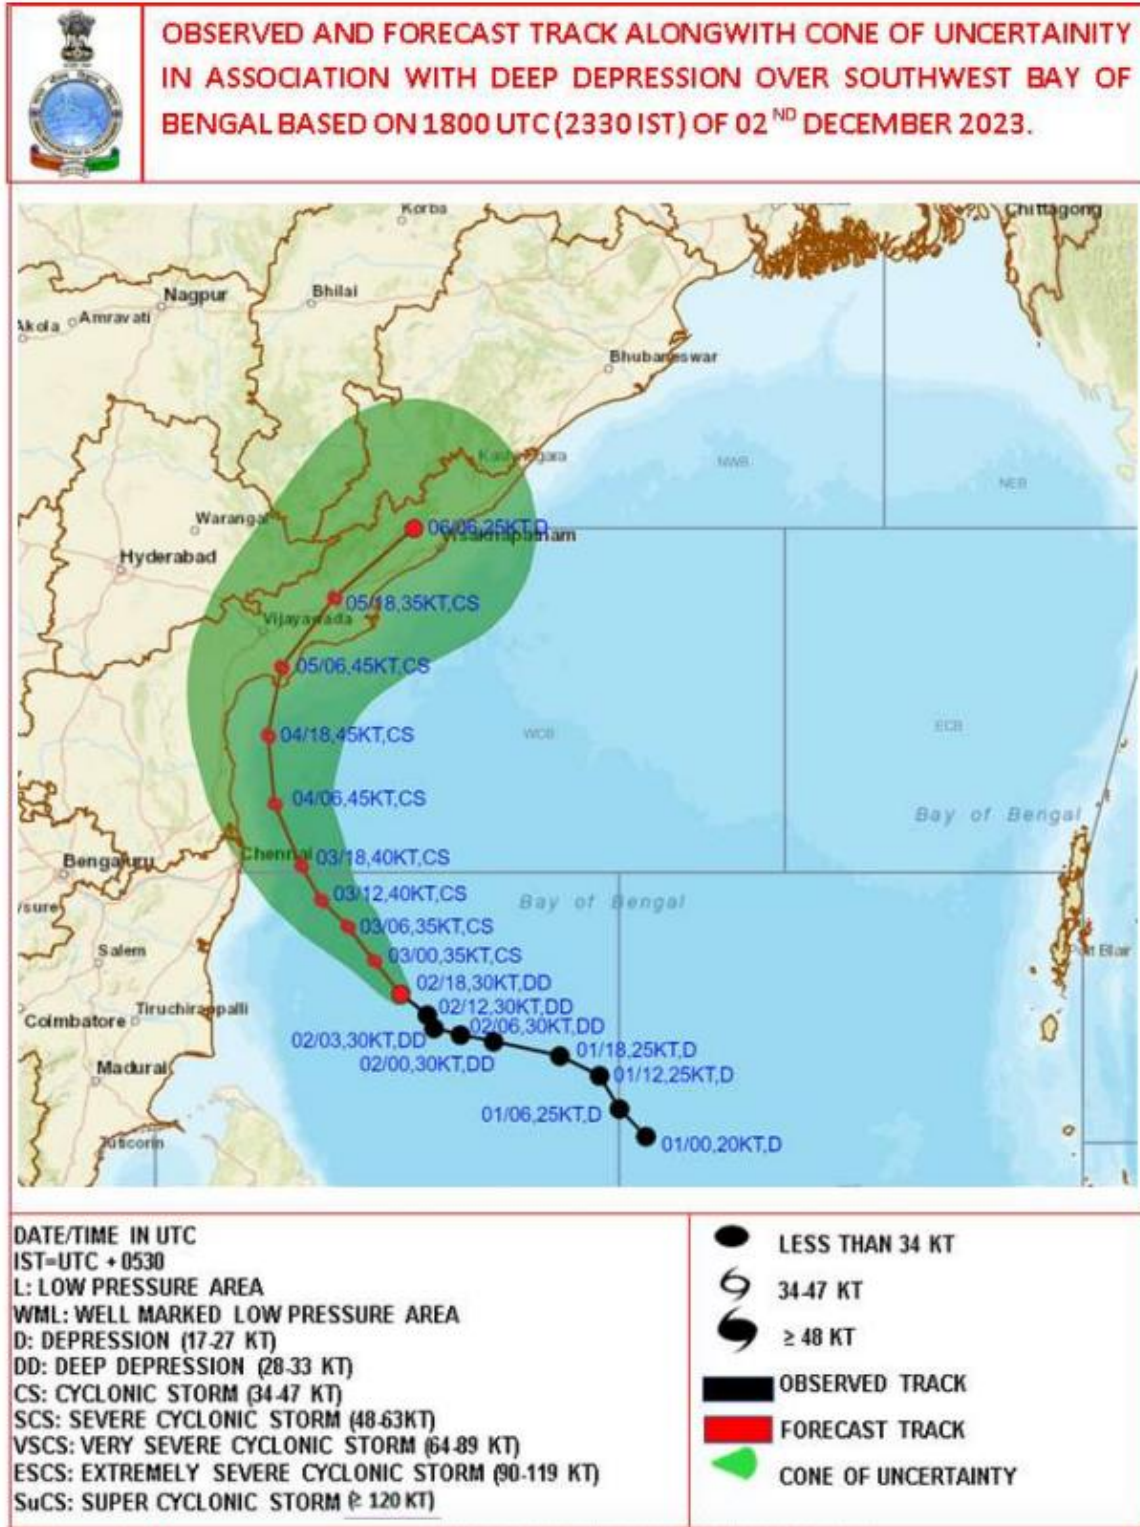 OBSERVED AND FORECAST TRACK ALONGWITH CONE OF UNCERTAINITY
IN ASSOCIATION WITH DEEP DEPRESSION OVER SOUTHWEST BAY OF
BENGAL BASED ON 1800 UTC (2330 IST) OF 02 ND DECEMBER 2023.
Korba
Chittagong
Nagpur
Bhilai
Akola
Amravati
Bhubaneswar
NWB
NEB
Warangal
06/06,25KT,D
Hyderabad
05/18,35KT,CS
Vijayawada
05/06,45KT,CS
04/18,45KT,CS
WCB
ECB
04/06,45KT,CS
Bay of Bengal
Chennai
03/18,40KT,CS
Bengaluru
03/12,40KT,CS
Bay of Bengal
ysure
03/06,35KT,CS
Salem
03/00,35KT,CS
Port Blair
02/18,30KT,DD
Tiruchirappalli
02/12,30KT,DD
Coimbatore
02/06,30KT,DD
02/03,30KT,DD
01/18,25KT,D
02/00,30KT,DD
Madurai
01/12,25KT,D
01/06,25KT,D
Tuticorin
01/00,20KT,D
DATE/TIME IN UTC
IST=UTC + 0530
L: LOW PRESSURE AREA
WML: WELL MARKED LOW PRESSURE AREA
D: DEPRESSION (17-27 KT)
DD: DEEP DEPRESSION (28-33 KT)
CS: CYCLONIC STORM (34-47 KT)
SCS: SEVERE CYCLONIC STORM (48-63KT)
VSCS: VERY SEVERE CYCLONIC STORM (64-89 KT)
ESCS: EXTREMELY SEVERE CYCLONIC STORM (90-119 KT)
SuCS: SUPER CYCLONIC STORM (≥ 120 KT)
LESS THAN 34 KT
34-47 KT
≥ 48 KT
OBSERVED TRACK
FORECAST TRACK
CONE OF UNCERTAINTY